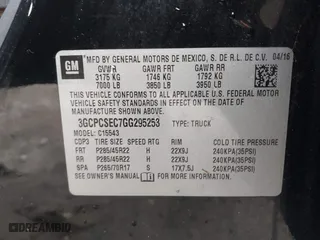 GM
MFD BY GENERAL MOTORS DE MEXICO, S. DE R.L. DE C.V. 04/16
GVWR GAWR FRT GAWR RR
3175 KG 1746 KG 1792 KG
7000 LB 3850 LB 3950 LB
THIS VEHICLE CONFORMS TO ALL APPLICABLE U.S. FEDERAL MOTOR
VEHICLE SAFETY STANDARDS IN EFFECT ON THE DATE OF
MANUFACTURE SHOWN ABOVE.
3GCPCSEC7GG295253 TYPE: TRUCK
MODEL: C15543
TIRE SIZE SPEED RTG RIM COLD TIRE PRESSURE
FRT P285/45R22 H 22X9J 240KPA(35PSI)
RR P285/45R22 H 22X9J 240KPA(35PSI)
SPA P265/70R17 S 17X7.5J 240KPA(35PSI)
SEE OWNER'S MANUAL FOR MORE INFORMATION.